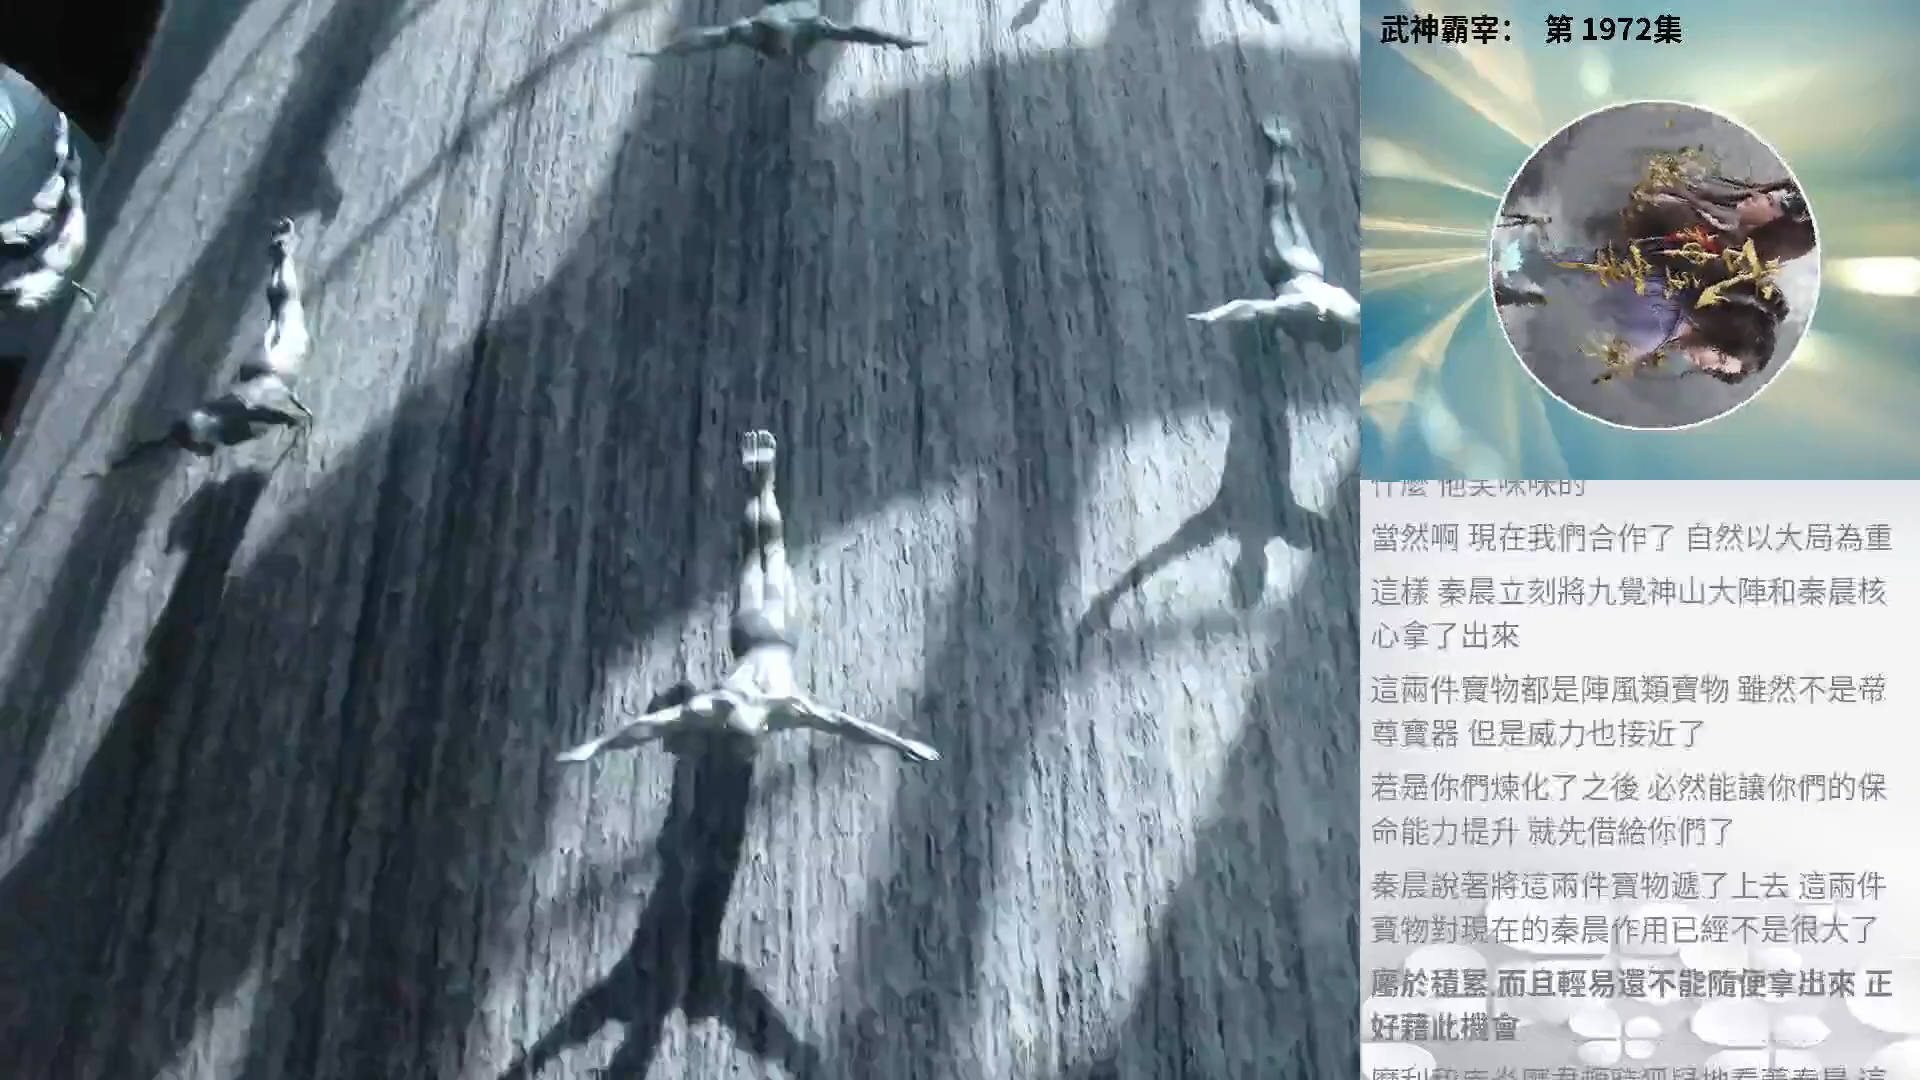 武神霸宰： 第 1972集
什麼 他笑咪咪的
當然啊 現在我們合作了 自然以大局為重
這樣 秦晨立刻將九覺神山大陣和秦晨核
心拿了出來
這兩件寶物都是陣風類寶物 雖然不是帝
尊寶器 但是威力也接近了
若是你們煉化了之後 必然能讓你們的保
命能力提升 就先借給你們了
秦晨說著將這兩件寶物遞了上去 這兩件
寶物對現在的秦晨作用已經不是很大了
屬於積累 而且輕易還不能隨便拿出來 正
好藉此機會